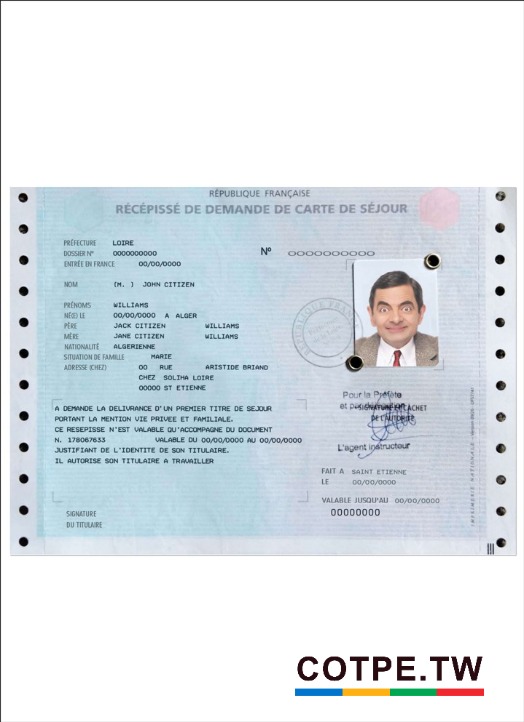 RÉPUBLIQUE FRANÇAISE
RÉCÉPISSÉ DE DEMANDE DE CARTE DE SÉJOUR
PRÉFECTURE LOIRE
DOSSIER N° 0000000000 N° 0000000000
ENTRÉE EN FRANCE 00/00/0000
NOM (M. ) JOHN CITIZEN
PRÉNOMS WILLIAMS
NÉ(E) LE 00/00/0000 A ALGER
PÈRE JACK CITIZEN WILLIAMS
MÈRE JANE CITIZEN WILLIAMS
NATIONALITÉ ALGERIENNE
SITUATION DE FAMILLE MARIE
ADRESSE (CHEZ) 00 RUE ARISTIDE BRIAND
CHEZ SOLIHA LOIRE
00000 ST ETIENNE
A DEMANDE LA DELIVRANCE D'UN PREMIER TITRE DE SEJOUR
PORTANT LA MENTION VIE PRIVEE ET FAMILIALE.
CE RESEPISSE N'EST VALABLE QU'ACCOMPAGNE DU DOCUMENT
N. 178067633 VALABLE DU 00/00/0000 AU 00/00/0000
JUSTIFIANT DE L'IDENTITE DE SON TITULAIRE.
IL AUTORISE SON TITULAIRE A TRAVAILLER
Pour la Préfète
et par
SIGNATURE ET CACHET
DE L'AUTORITÉ
L'agent instructeur
FAIT A SAINT ETIENNE
LE 00/00/0000
VALABLE JUSQU'AU 00/00/0000
00000000
SIGNATURE
DU TITULAIRE
IMPRIMERIE NATIONALE
COTPE.TW